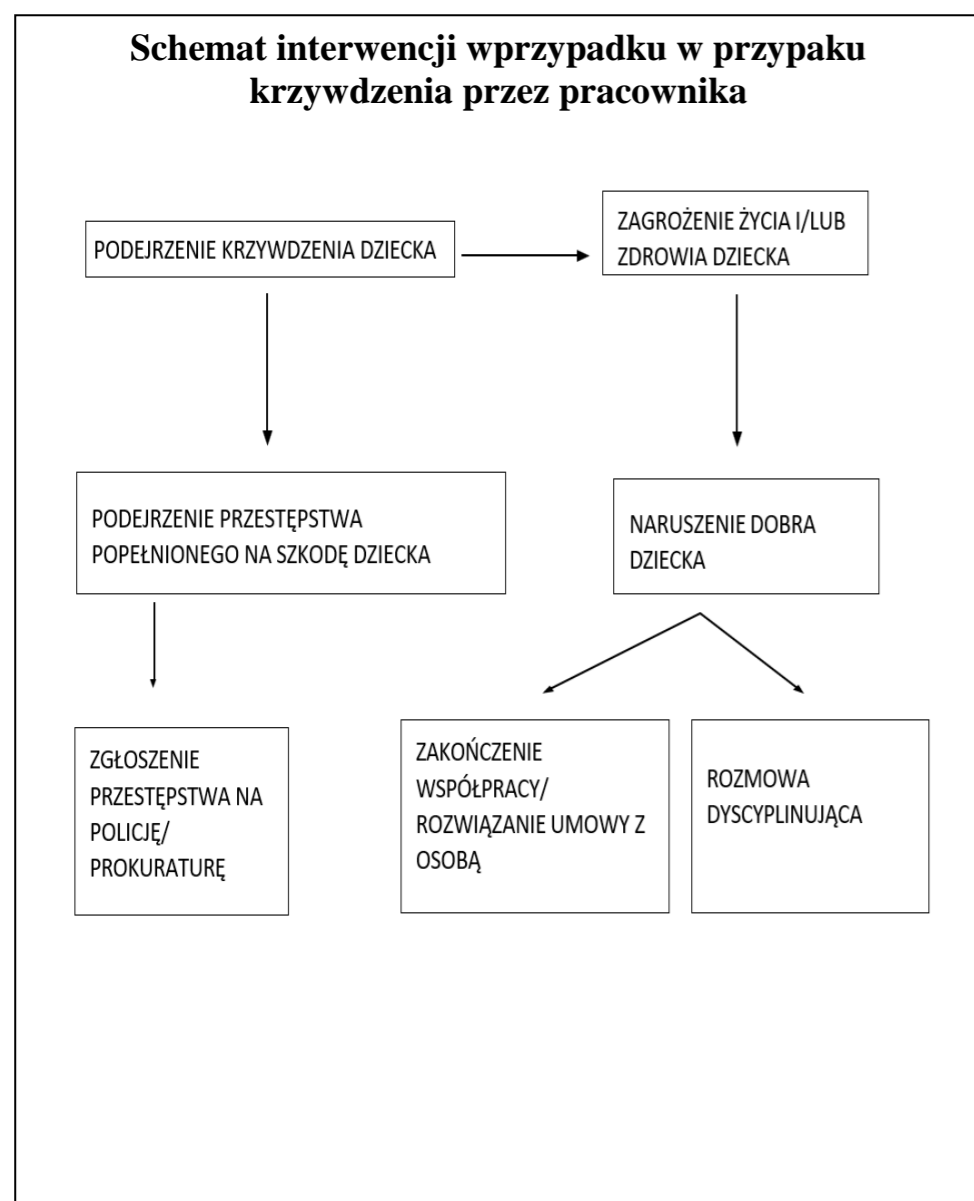 Schemat interwencji wprzypadku w przypaku
krzywdzenia przez pracownika
PODEJRZENIE KRZYWDZENIA DZIECKA
ZAGROŻENIE ŻYCIA I/LUB
ZDROWIA DZIECKA
PODEJRZENIE PRZESTĘPSTWA
POPEŁNIONEGO NA SZKODĘ DZIECKA
NARUSZENIE DOBRA
DZIECKA
ZGŁOSZENIE
PRZESTĘPSTWA NA
POLICJĘ/
PROKURATURĘ
ZAKOŃCZENIE
WSPÓŁPRACY/
ROZWIĄZANIE UMOWY Z
OSOBĄ
ROZMOWA
DYSCYPLINUJĄCA